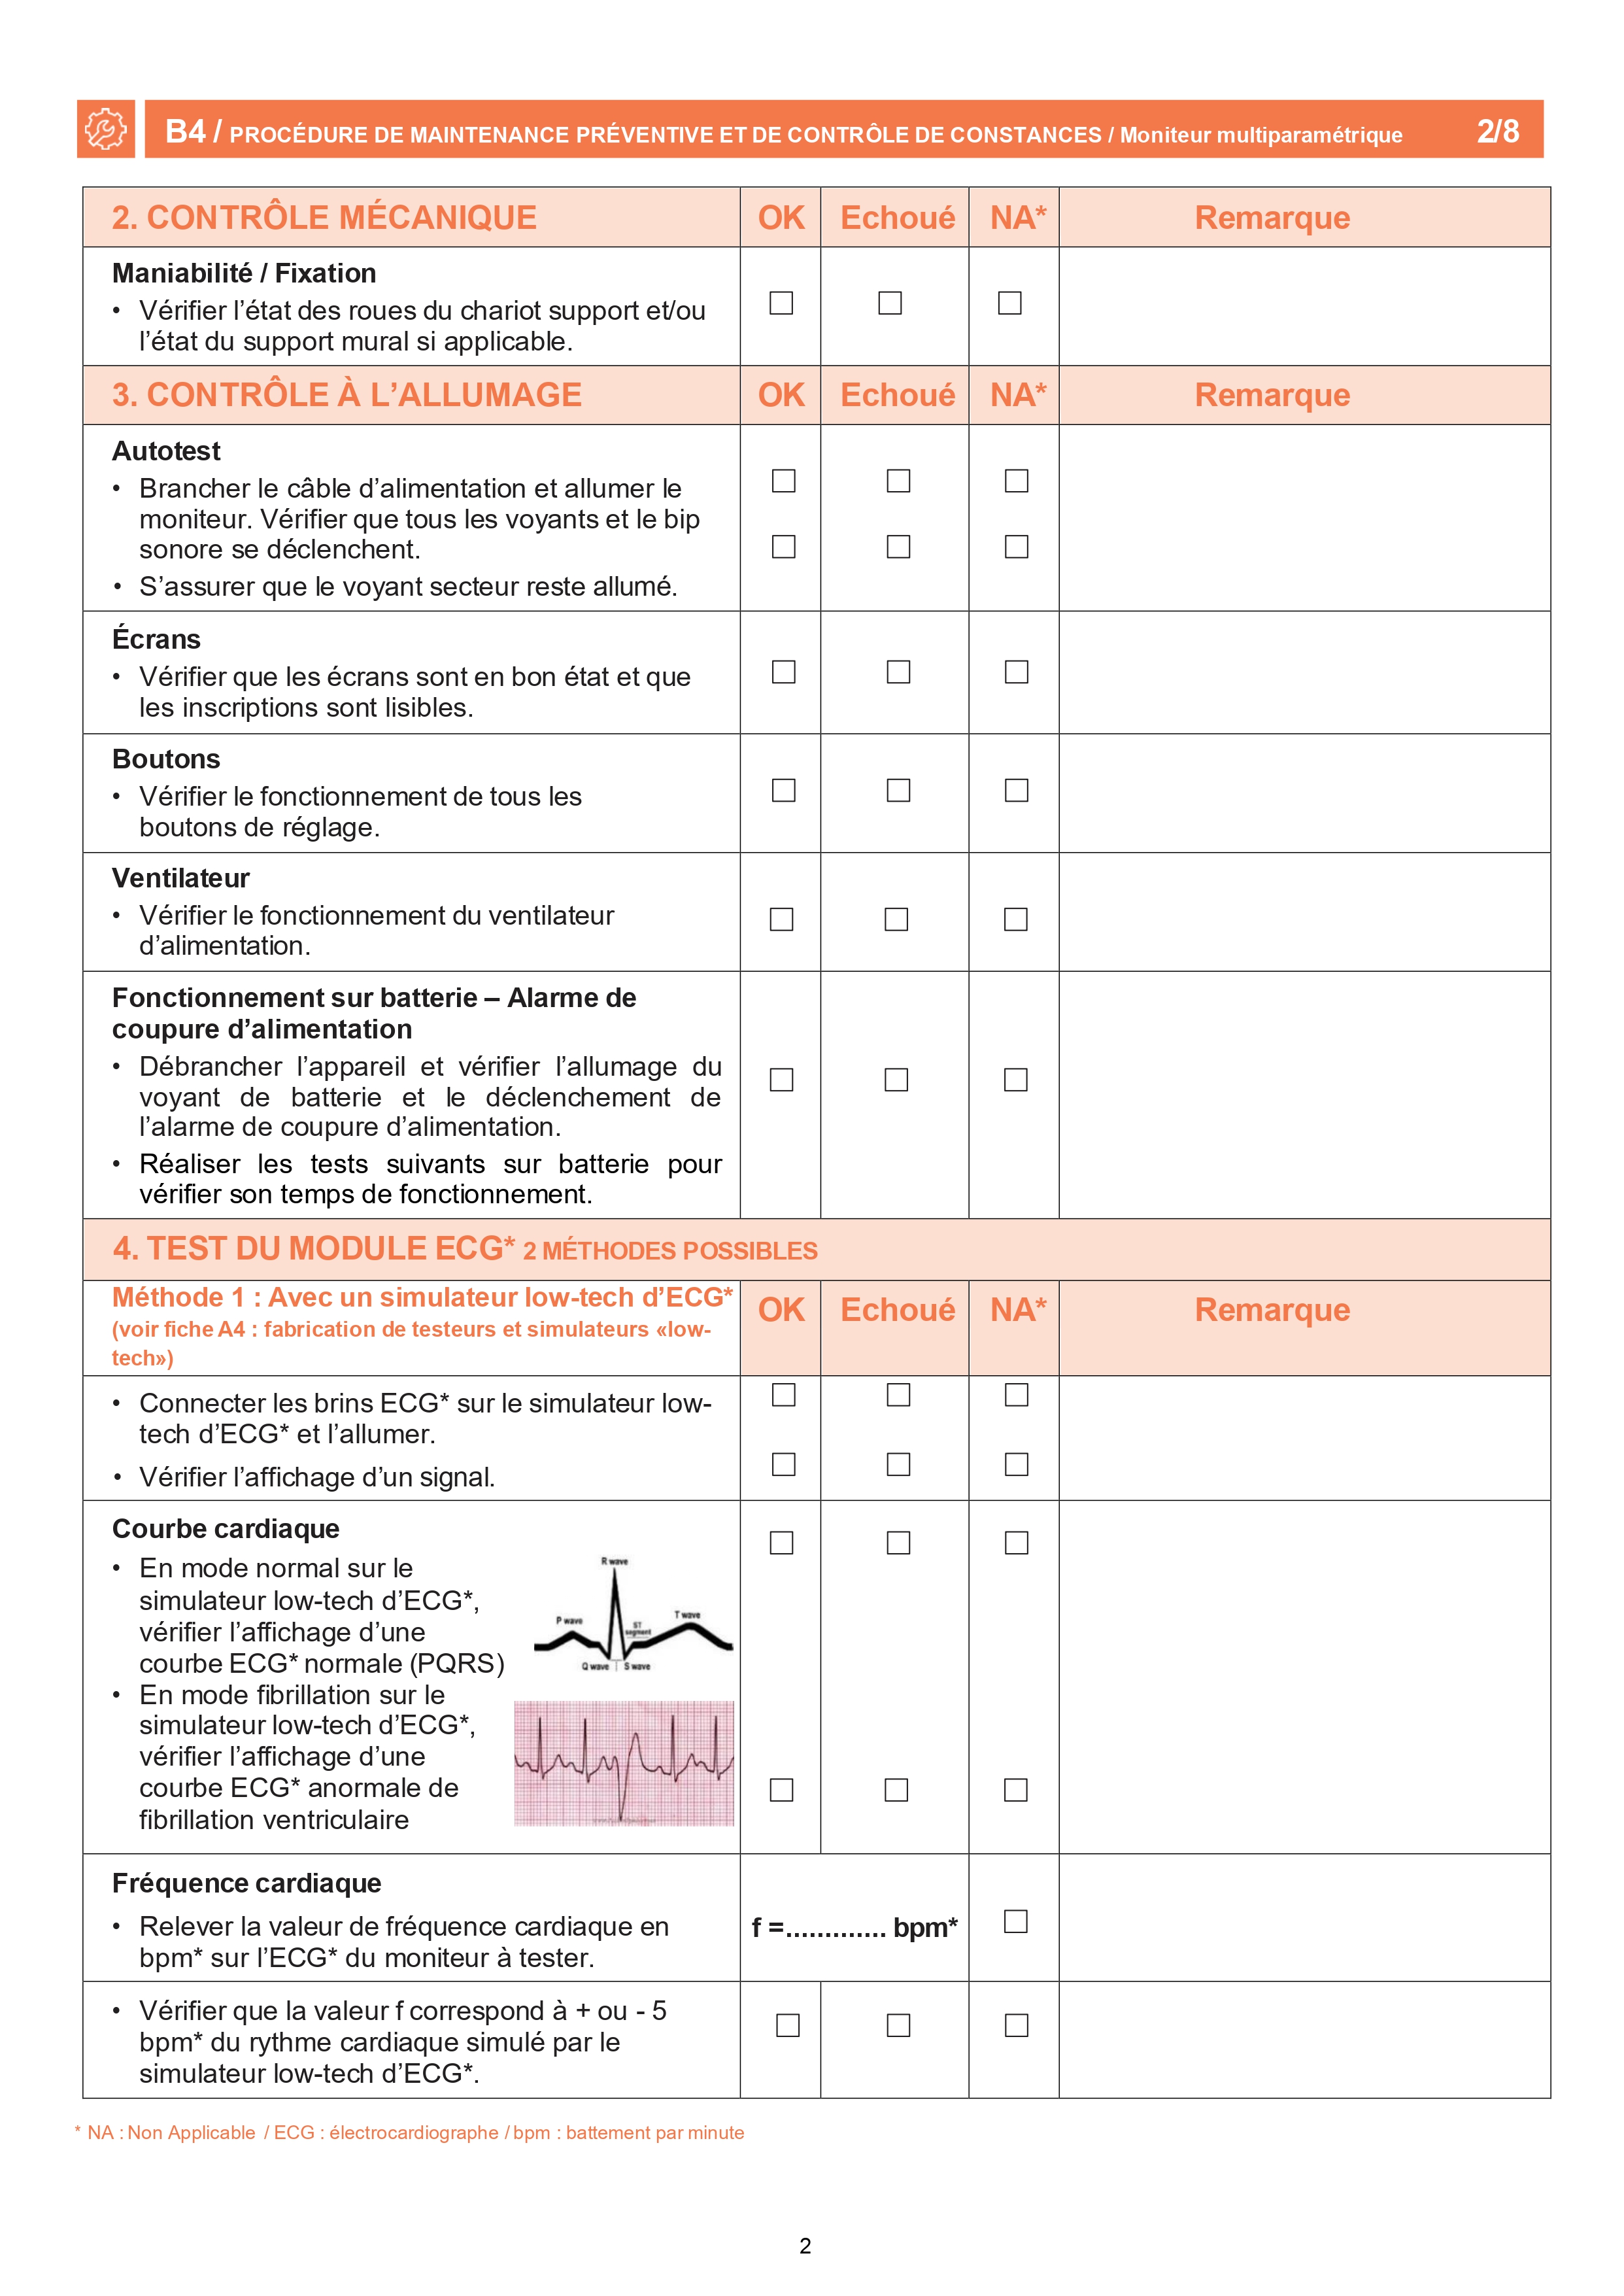 B4 / PROCÉDURE DE MAINTENANCE PRÉVENTIVE ET DE CONTRÔLE DE CONSTANCES / Moniteur multiparamétrique 2/8
2. CONTRÔLE MÉCANIQUE OK Echoué NA* Remarque
Maniabilité / Fixation
• Vérifier l’état des roues du chariot support et/ou
l’état du support mural si applicable.
3. CONTRÔLE À L’ALLUMAGE OK Echoué NA* Remarque
Autotest
• Brancher le câble d’alimentation et allumer le
moniteur. Vérifier que tous les voyants et le bip
sonore se déclenchent.
• S’assurer que le voyant secteur reste allumé.
Écrans
• Vérifier que les écrans sont en bon état et que
les inscriptions sont lisibles.
Boutons
• Vérifier le fonctionnement de tous les
boutons de réglage.
Ventilateur
• Vérifier le fonctionnement du ventilateur
d’alimentation.
Fonctionnement sur batterie – Alarme de
coupure d’alimentation
• Débrancher l’appareil et vérifier l’allumage du
voyant de batterie et le déclenchement de
l’alarme de coupure d’alimentation.
• Réaliser les tests suivants sur batterie pour
vérifier son temps de fonctionnement.
4. TEST DU MODULE ECG* 2 MÉTHODES POSSIBLES
Méthode 1 : Avec un simulateur low-tech d’ECG* OK Echoué NA* Remarque
(voir fiche A4 : fabrication de testeurs et simulateurs «low-
tech»)
• Connecter les brins ECG* sur le simulateur low-
tech d’ECG* et l’allumer.
• Vérifier l’affichage d’un signal.
Courbe cardiaque
• En mode normal sur le
simulateur low-tech d’ECG*,
vérifier l’affichage d’une
courbe ECG* normale (PQRS)
R wave
P wave
ST
segment
T wave
Q wave
S wave
• En mode fibrillation sur le
simulateur low-tech d’ECG*,
vérifier l’affichage d’une
courbe ECG* anormale de
fibrillation ventriculaire
Fréquence cardiaque
• Relever la valeur de fréquence cardiaque en
bpm* sur l’ECG* du moniteur à tester.
f =............. bpm*
• Vérifier que la valeur f correspond à + ou - 5
bpm* du rythme cardiaque simulé par le
simulateur low-tech d’ECG*.
* NA : Non Applicable / ECG : électrocardiographe / bpm : battement par minute
2